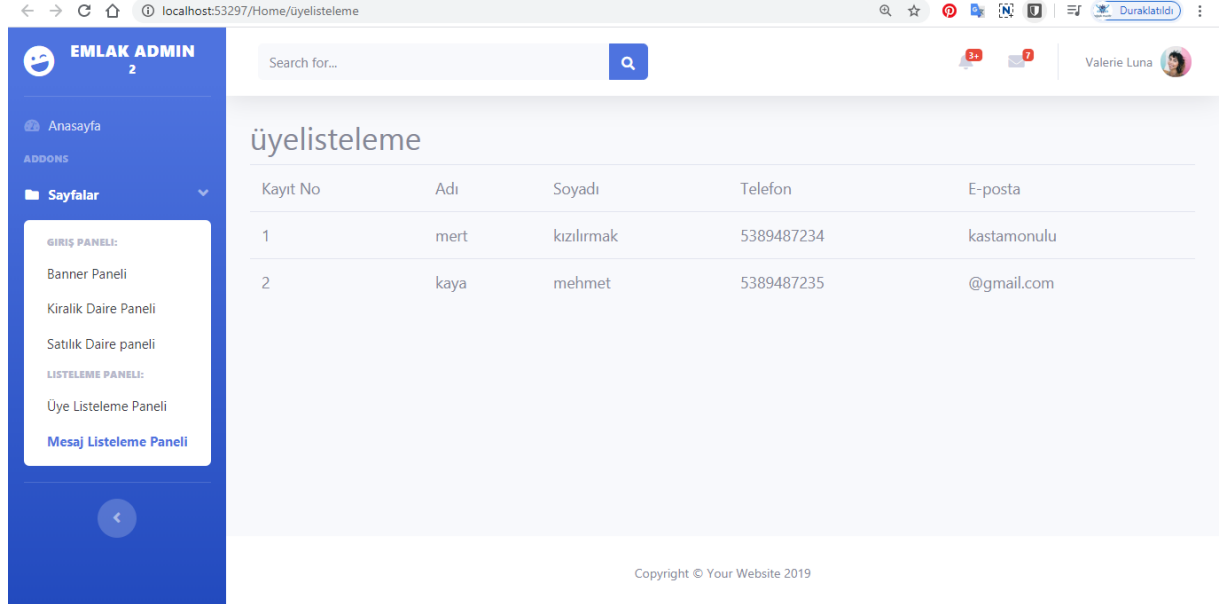 localhost:53297/Home/üyelisteleme
Duraklatıldı
EMLAK ADMIN
2
Search for...
3+
7
Valerie Luna
Anasayfa
ADDONS
Sayfalar
GIRIŞ PANELI:
Banner Paneli
Kiralik Daire Paneli
Satılık Daire paneli
LISTELEME PANELI:
Üye Listeleme Paneli
Mesaj Listeleme Paneli
üyelisteleme
Kayıt No Adı Soyadı Telefon E-posta
1 mert kızılırmak 5389487234 kastamonulu
2 kaya mehmet 5389487235 @gmail.com
Copyright © Your Website 2019